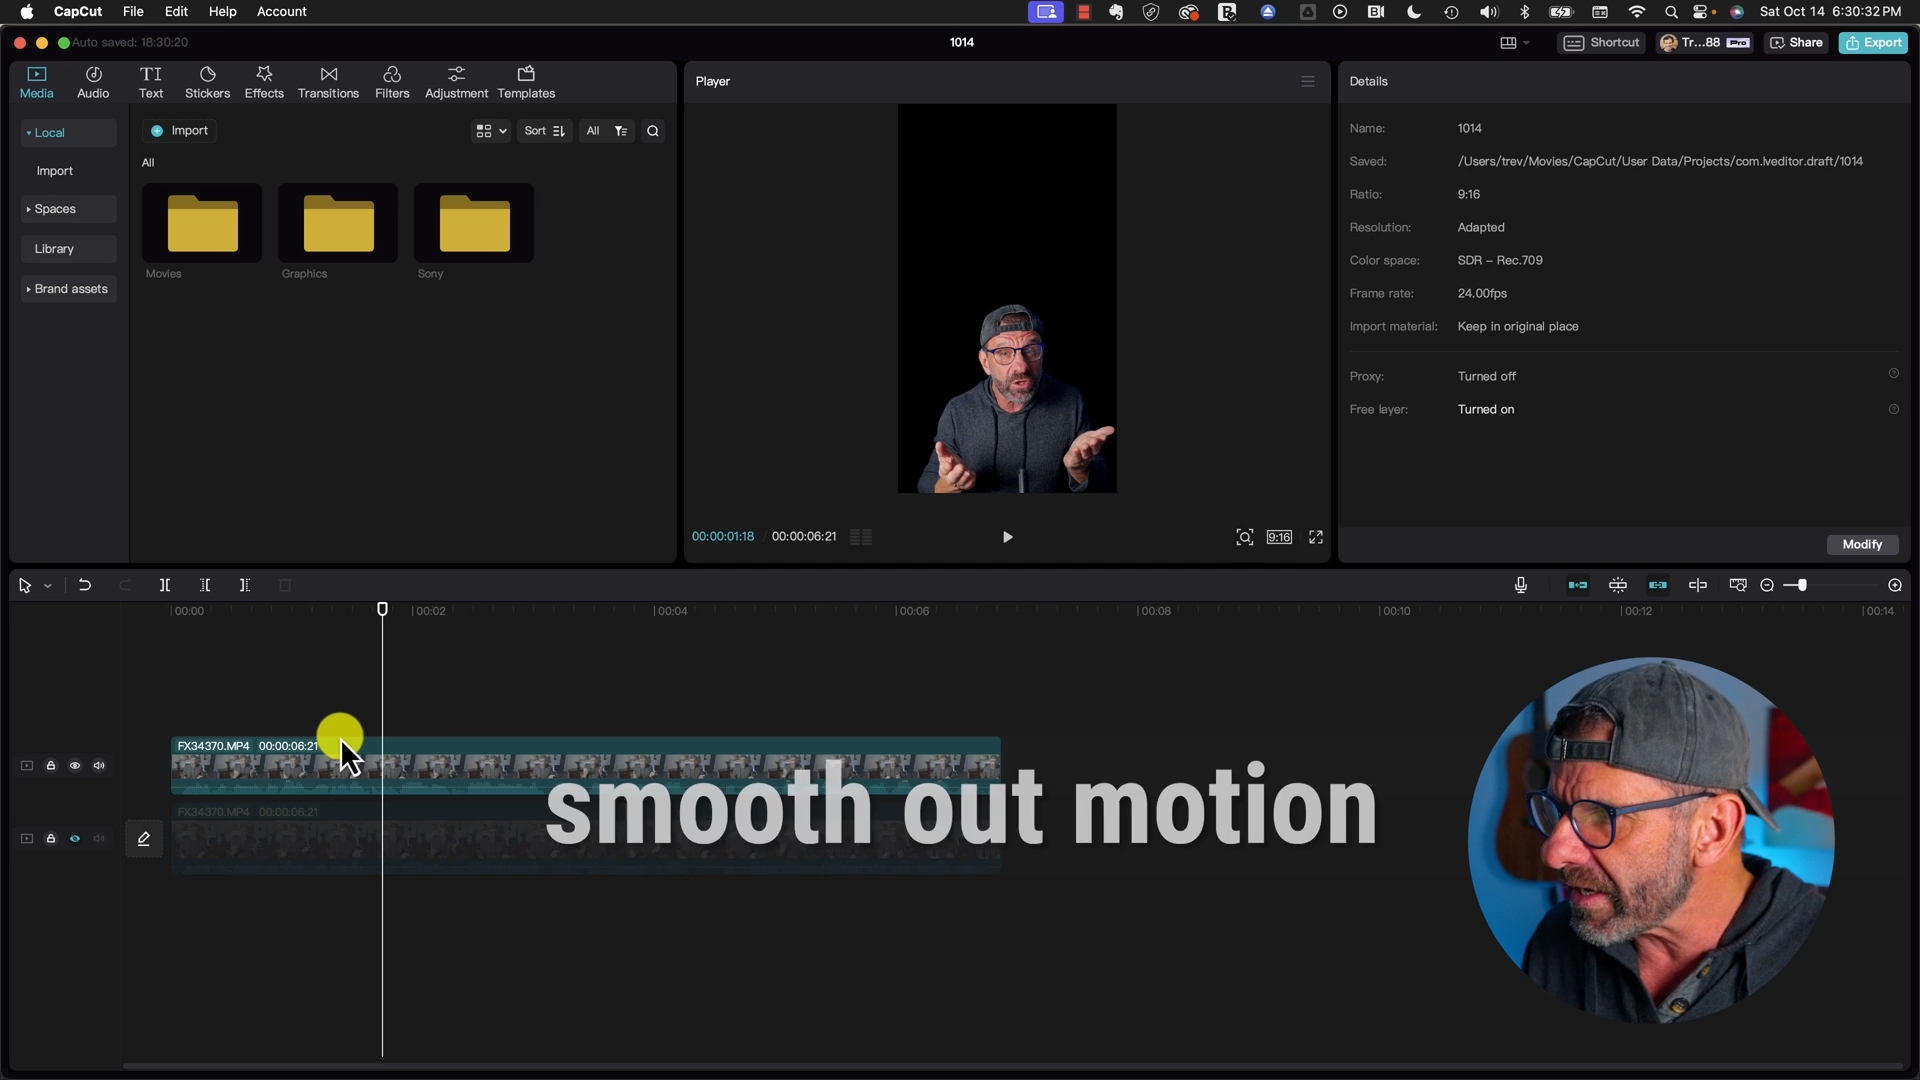 CapCut File Edit Help Account
Sat Oct 14 6:30:32 PM
Auto saved: 18:30:20
1014
Shortcut
Tr...88 Pro
Share
Export
Media
Audio
Text
Stickers
Effects
Transitions
Filters
Adjustment
Templates
Local
Import
Spaces
Library
Brand assets
Import
Sort
All
All
Movies
Graphics
Sony
Player
00:00:01:18 00:00:06:21
9:16
Details
Name: 1014
Saved: /Users/trev/Movies/CapCut/User Data/Projects/com.lveditor.draft/1014
Ratio: 9:16
Resolution: Adapted
Color space: SDR – Rec.709
Frame rate: 24.00fps
Import material: Keep in original place
Proxy: Turned off
Free layer: Turned on
Modify
00:00 00:02 00:04 00:06 00:08 00:10 00:12 00:14
FX34370.MP4 00:00:06:21
FX34370.MP4 00:00:06:21
smooth out motion